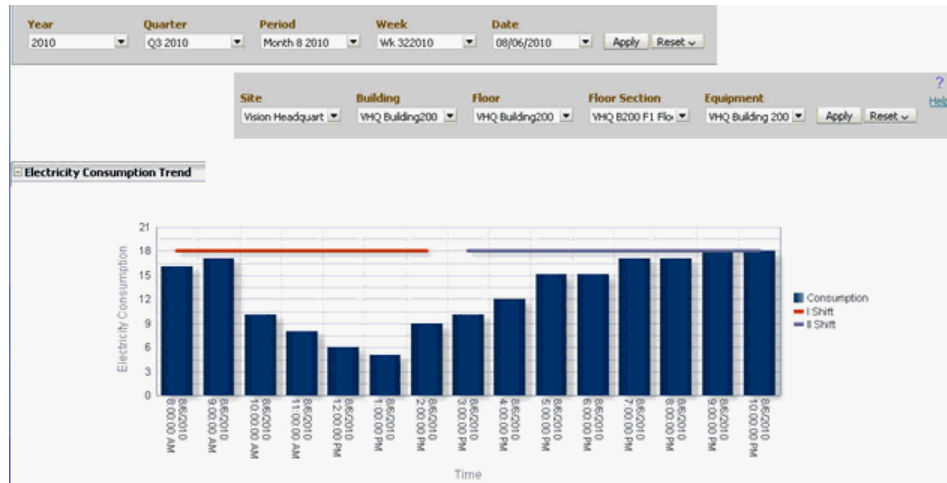 Year Quarter Period Week Date
2010 Q3 2010 Month 8 2010 Wk 322010 08/06/2010 Apply Reset
?
Help
Site Building Floor Floor Section Equipment
Vision Headquart VHQ Building200 VHQ Building200 VHQ B200 F1 Flo VHQ Building 200 Apply Reset
Electricity Consumption Trend
Electricity Consumption
21
18
15
12
9
6
3
0
Consumption
I Shift
II Shift
8/6/2010 8:00:00 AM
8/6/2010 9:00:00 AM
8/6/2010 10:00:00 AM
8/6/2010 11:00:00 AM
8/6/2010 12:00:00 PM
8/6/2010 1:00:00 PM
8/6/2010 2:00:00 PM
8/6/2010 3:00:00 PM
8/6/2010 4:00:00 PM
8/6/2010 5:00:00 PM
8/6/2010 6:00:00 PM
8/6/2010 7:00:00 PM
8/6/2010 8:00:00 PM
8/6/2010 9:00:00 PM
8/6/2010 10:00:00 PM
Time